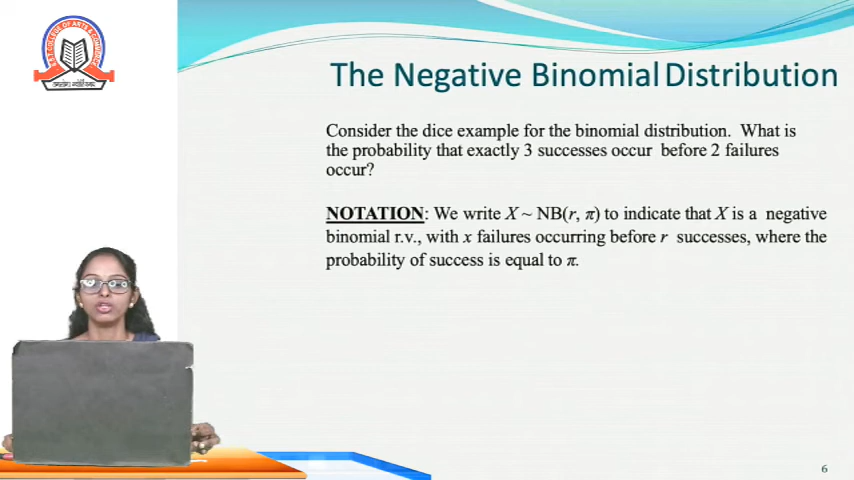 The Negative Binomial Distribution
Consider the dice example for the binomial distribution. What is
the probability that exactly 3 successes occur before 2 failures
occur?
NOTATION: We write X ~ NB(r, π) to indicate that X is a negative
binomial r.v., with x failures occurring before r successes, where the
probability of success is equal to π.
6